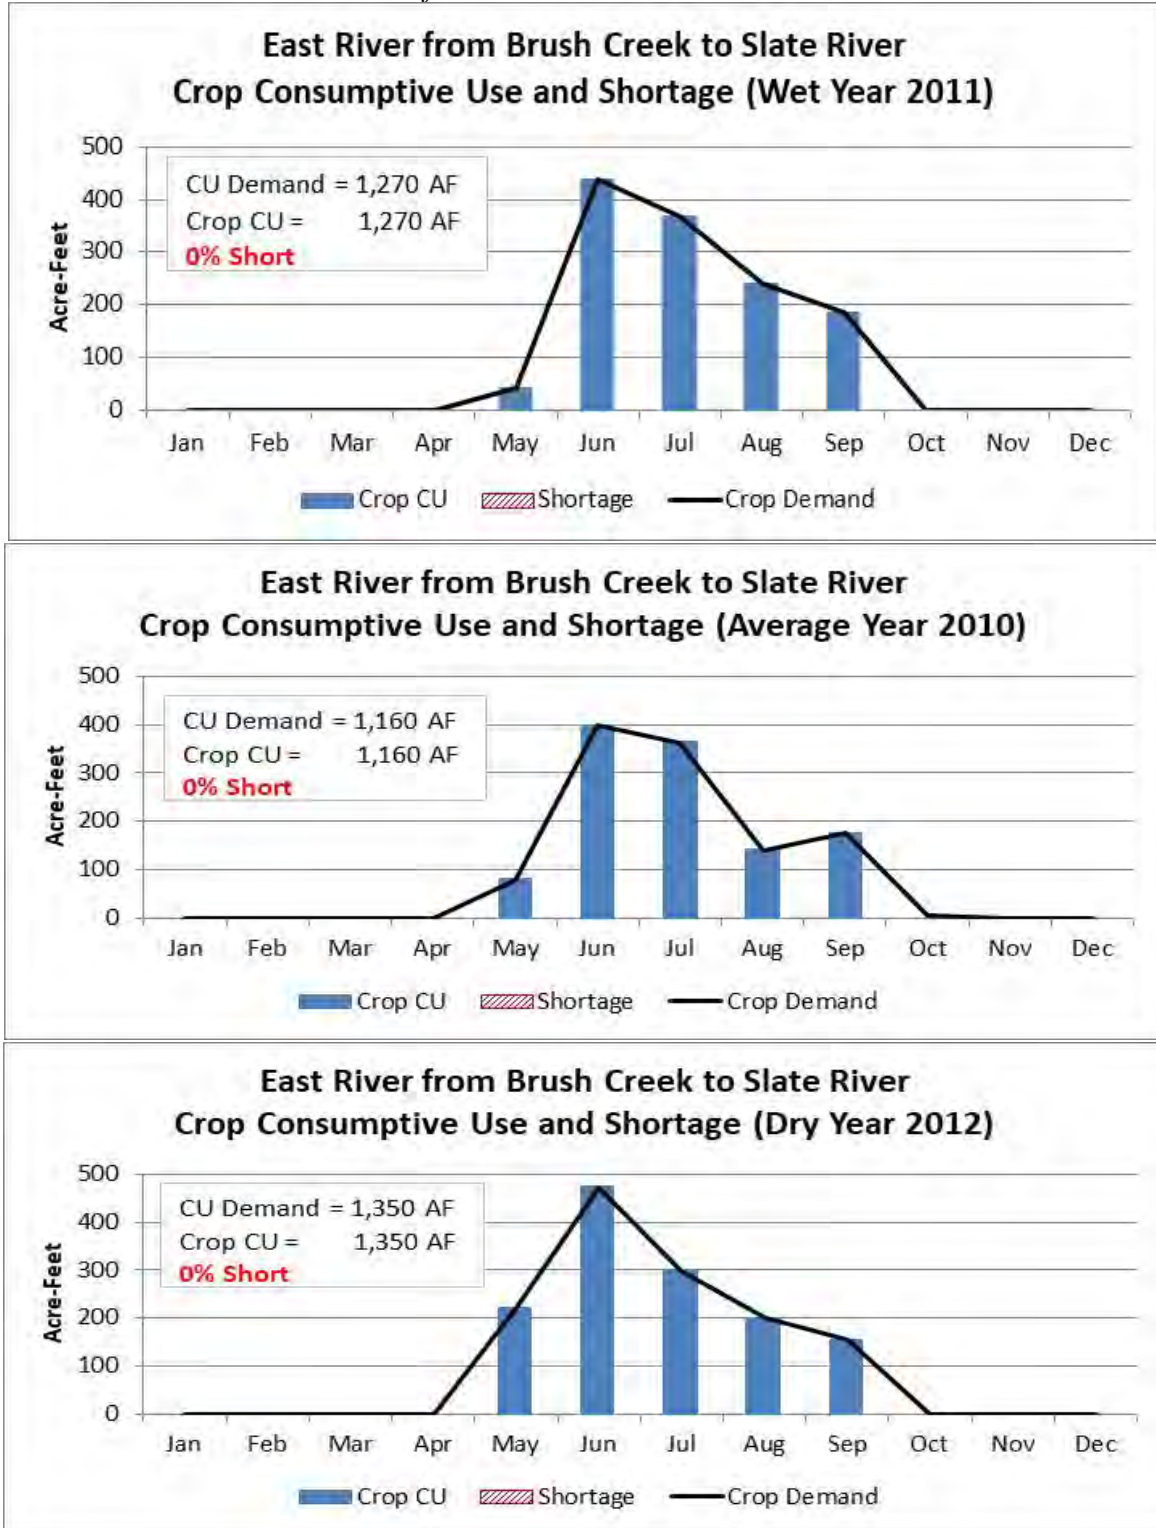 East River from Brush Creek to Slate River
Crop Consumptive Use and Shortage (Wet Year 2011)
500
400
300
200
100
0
Acre-Feet
CU Demand = 1,270 AF
Crop CU = 1,270 AF
0% Short
Jan Feb Mar Apr May Jun Jul Aug Sep Oct Nov Dec
Crop CU Shortage Crop Demand
East River from Brush Creek to Slate River
Crop Consumptive Use and Shortage (Average Year 2010)
500
400
300
200
100
0
Acre-Feet
CU Demand = 1,160 AF
Crop CU = 1,160 AF
0% Short
Jan Feb Mar Apr May Jun Jul Aug Sep Oct Nov Dec
Crop CU Shortage Crop Demand
East River from Brush Creek to Slate River
Crop Consumptive Use and Shortage (Dry Year 2012)
500
400
300
200
100
0
Acre-Feet
CU Demand = 1,350 AF
Crop CU = 1,350 AF
0% Short
Jan Feb Mar Apr May Jun Jul Aug Sep Oct Nov Dec
Crop CU Shortage Crop Demand